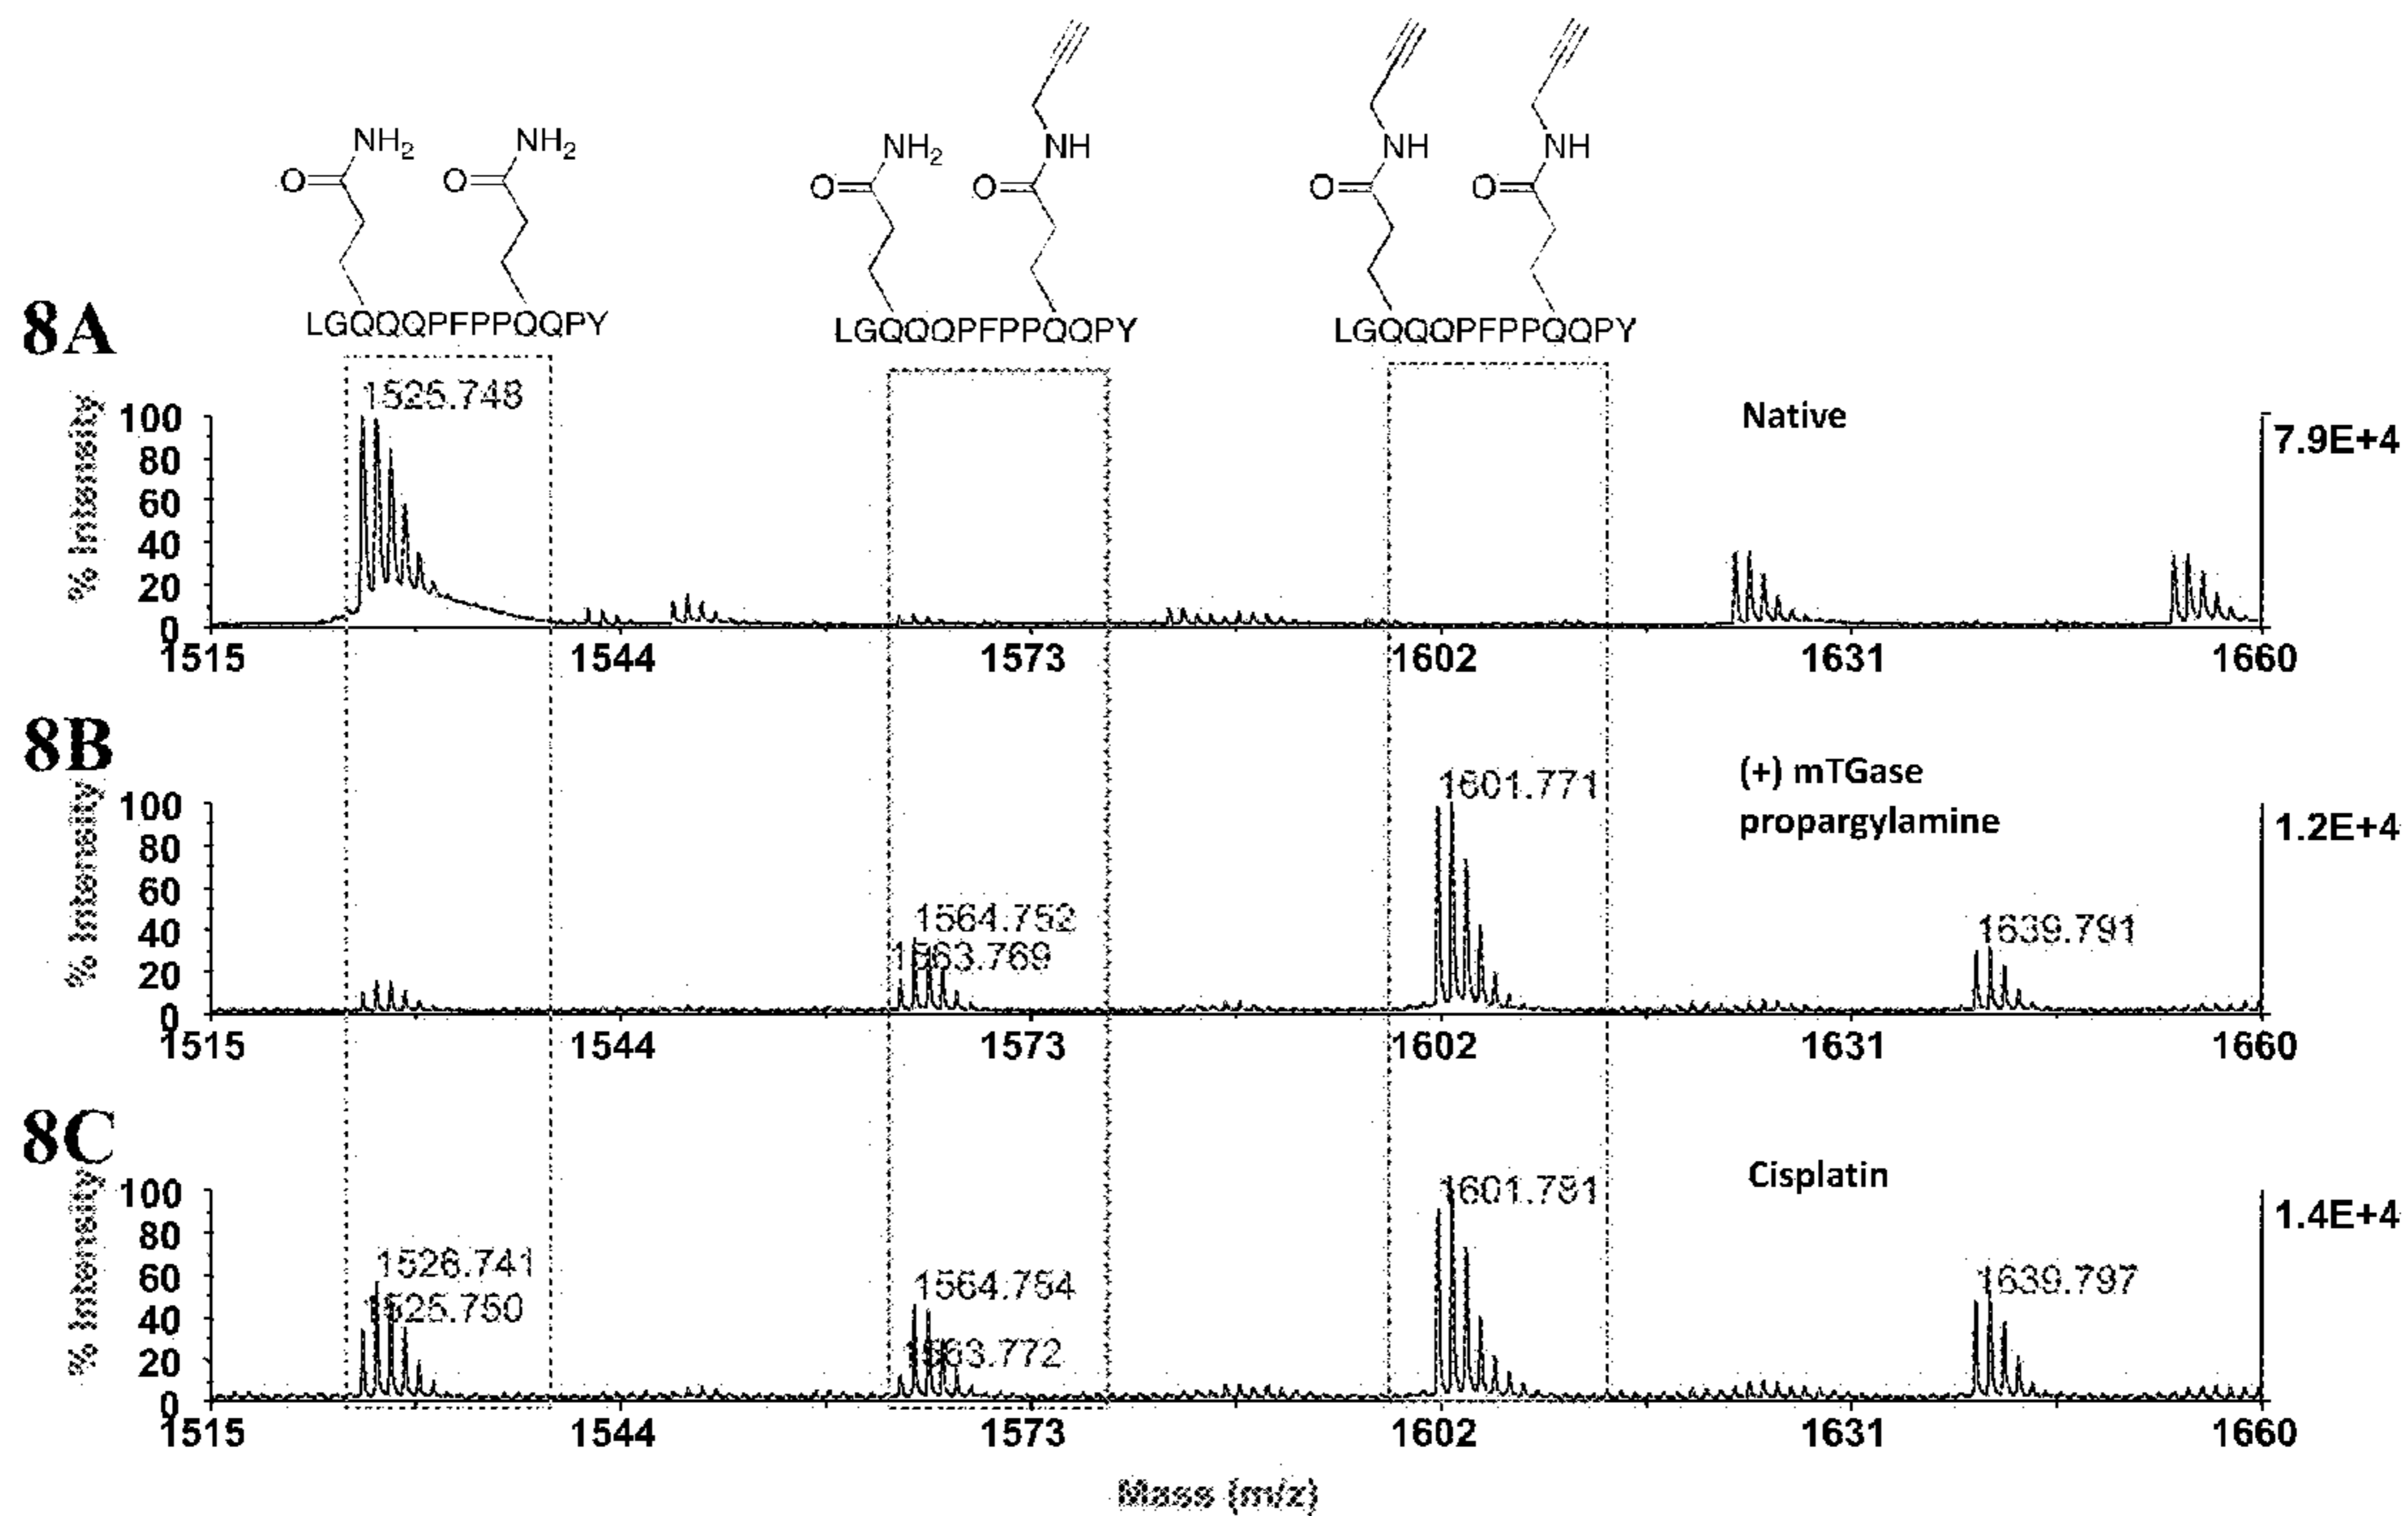 NH2 NH2 NH2 NH NH NH
O O O O O O
8A
LGQQQPFPPQQPY LGQQQPFPPQQPY LGQQQPFPPQQPY
1525.748
Native
7.9E+4
% Intensity
100
80
60
40
20
0
1515 1544 1573 1602 1631 1660
8B
(+) mTGase
propargylamine
1601.771
1.2E+4
% Intensity
100
80
60
40
20
0
1564.752
1563.769
1639.791
1515 1544 1573 1602 1631 1660
8C
Cisplatin
1601.781
1.4E+4
% Intensity
100
80
60
40
20
0
1526.741
1525.750
1564.754
1563.772
1639.797
1515 1544 1573 1602 1631 1660
Mass (m/z)